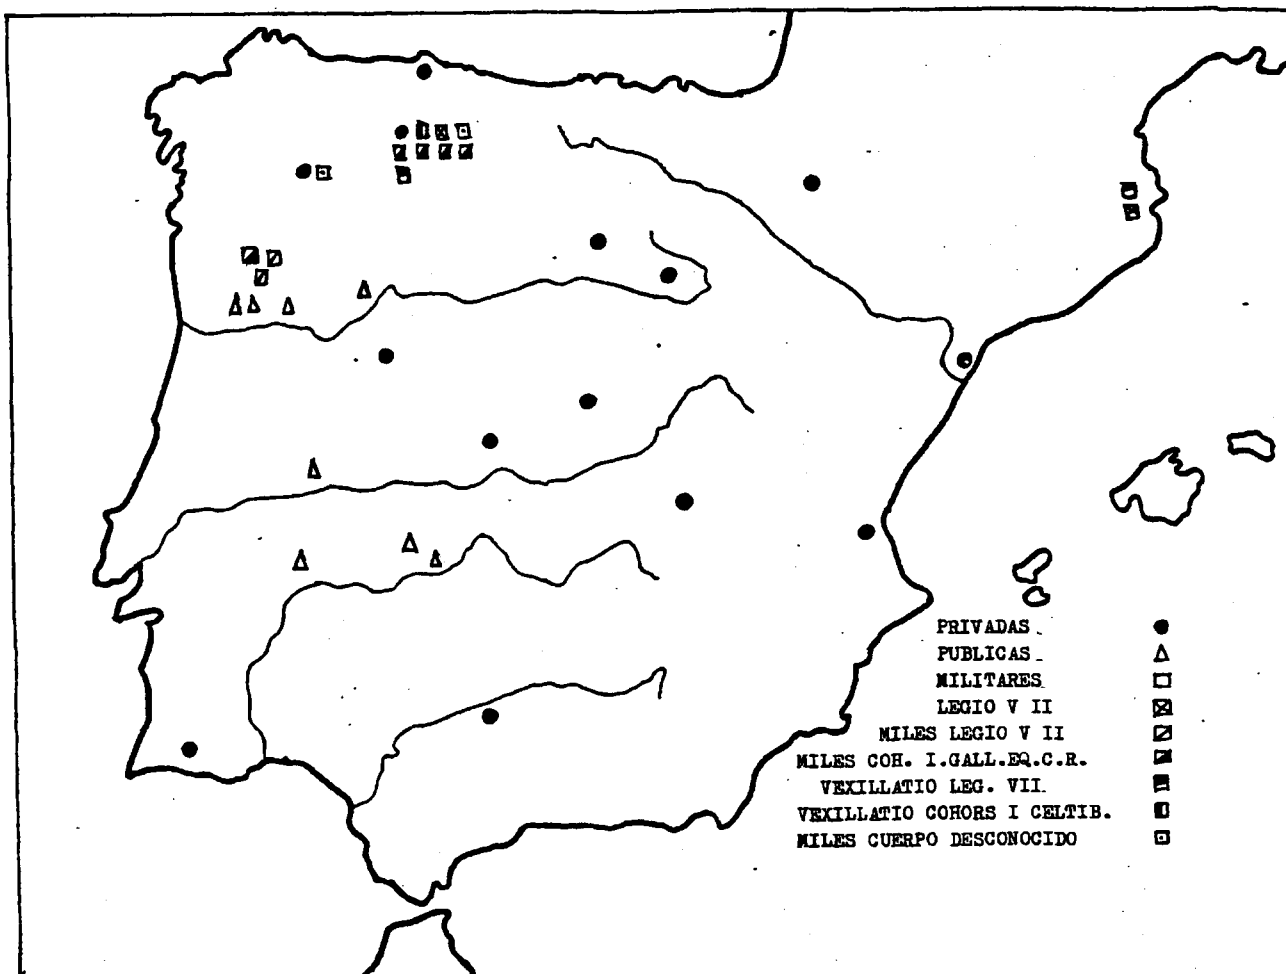 PRIVADAS
PUBLICAS
MILITARES
LEGIO V II
MILES LEGIO V II
MILES COH. I.GALL.EQ.C.R.
VEXILLATIO LEG. VII.
VEXILLATIO COHORS I CELTIB.
MILES CUERPO DESCONOCIDO